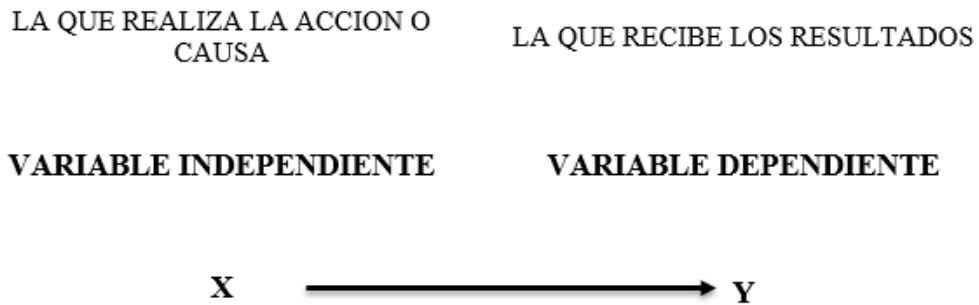 LA QUE REALIZA LA ACCION O
CAUSA
LA QUE RECIBE LOS RESULTADOS
VARIABLE INDEPENDIENTE
VARIABLE DEPENDIENTE
X
Y